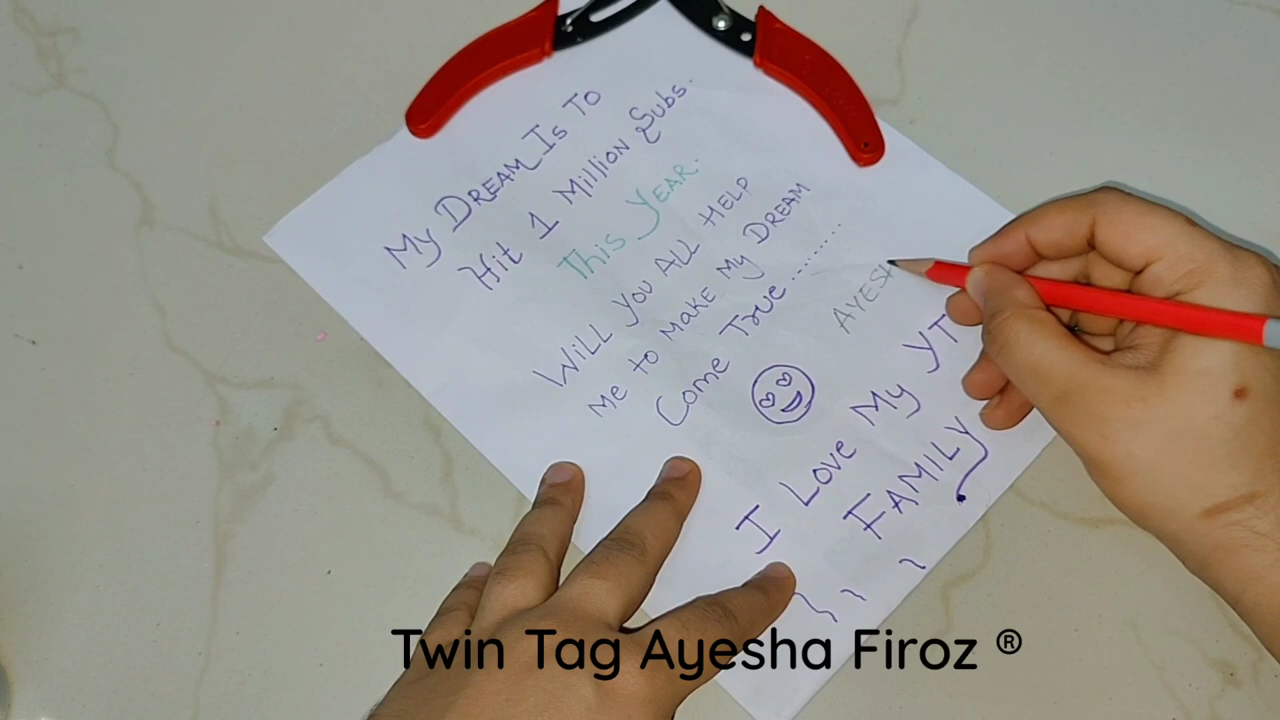 My DREAM Is To
Hit 1 Million Subs.
This YEAR.
WiLL YOU ALL HELP
Me to MaKE My DREAM
Come True ..........
AYESH
I Love My YT
FAMILY
Twin Tag Ayesha Firoz ®